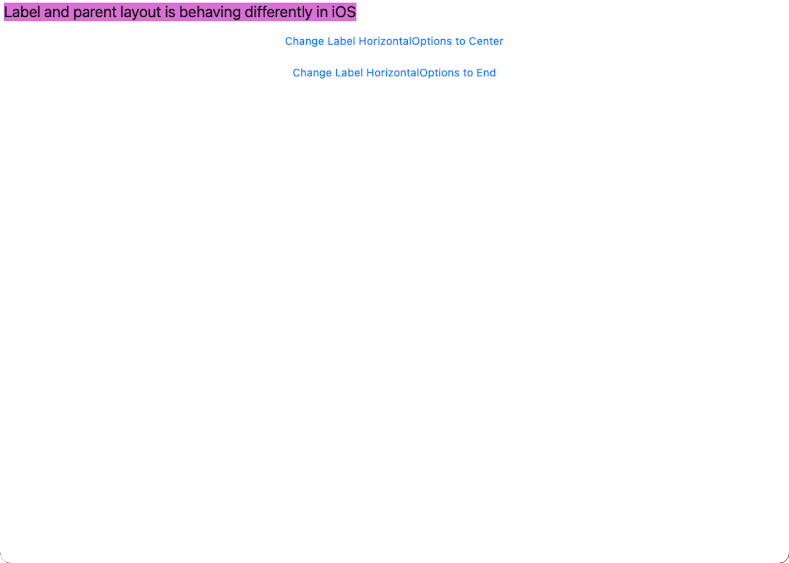 Label and parent layout is behaving differently in iOS
Change Label HorizontalOptions to Center
Change Label HorizontalOptions to End